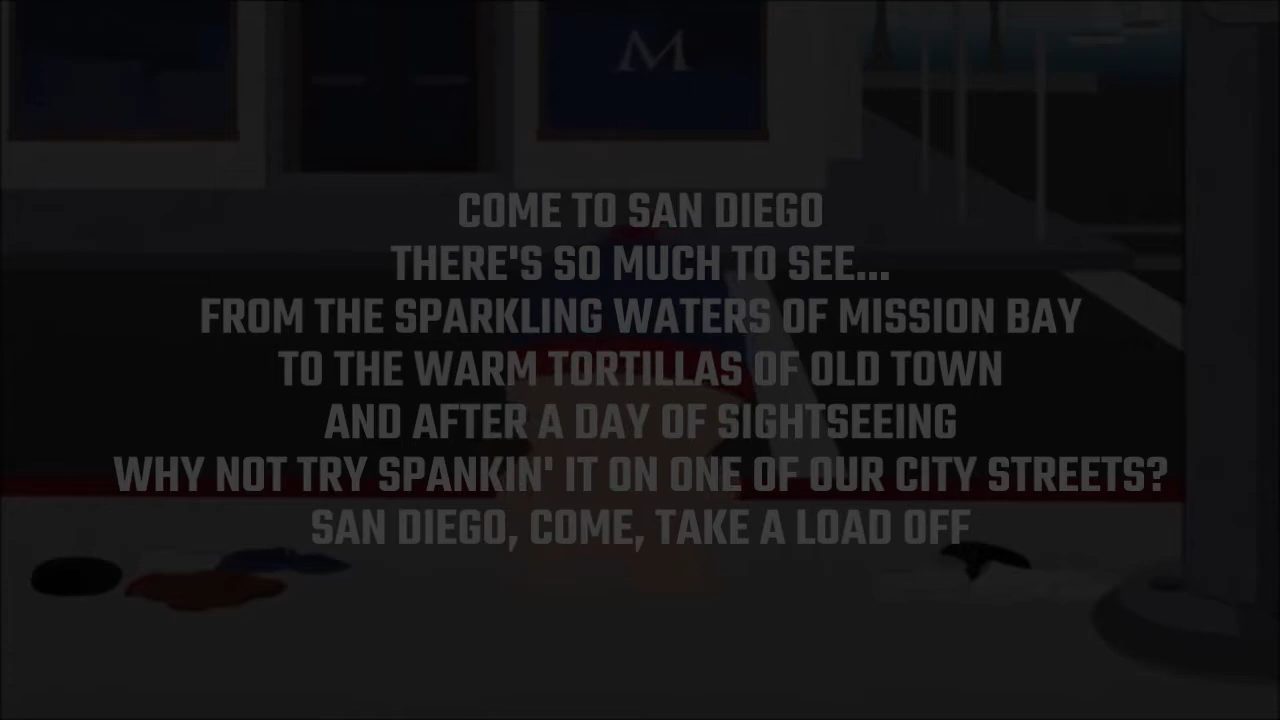 M
COME TO SAN DIEGO
THERE'S SO MUCH TO SEE...
FROM THE SPARKLING WATERS OF MISSION BAY
TO THE WARM TORTILLAS OF OLD TOWN
AND AFTER A DAY OF SIGHTSEEING
WHY NOT TRY SPANKIN' IT ON ONE OF OUR CITY STREETS?
SAN DIEGO, COME, TAKE A LOAD OFF